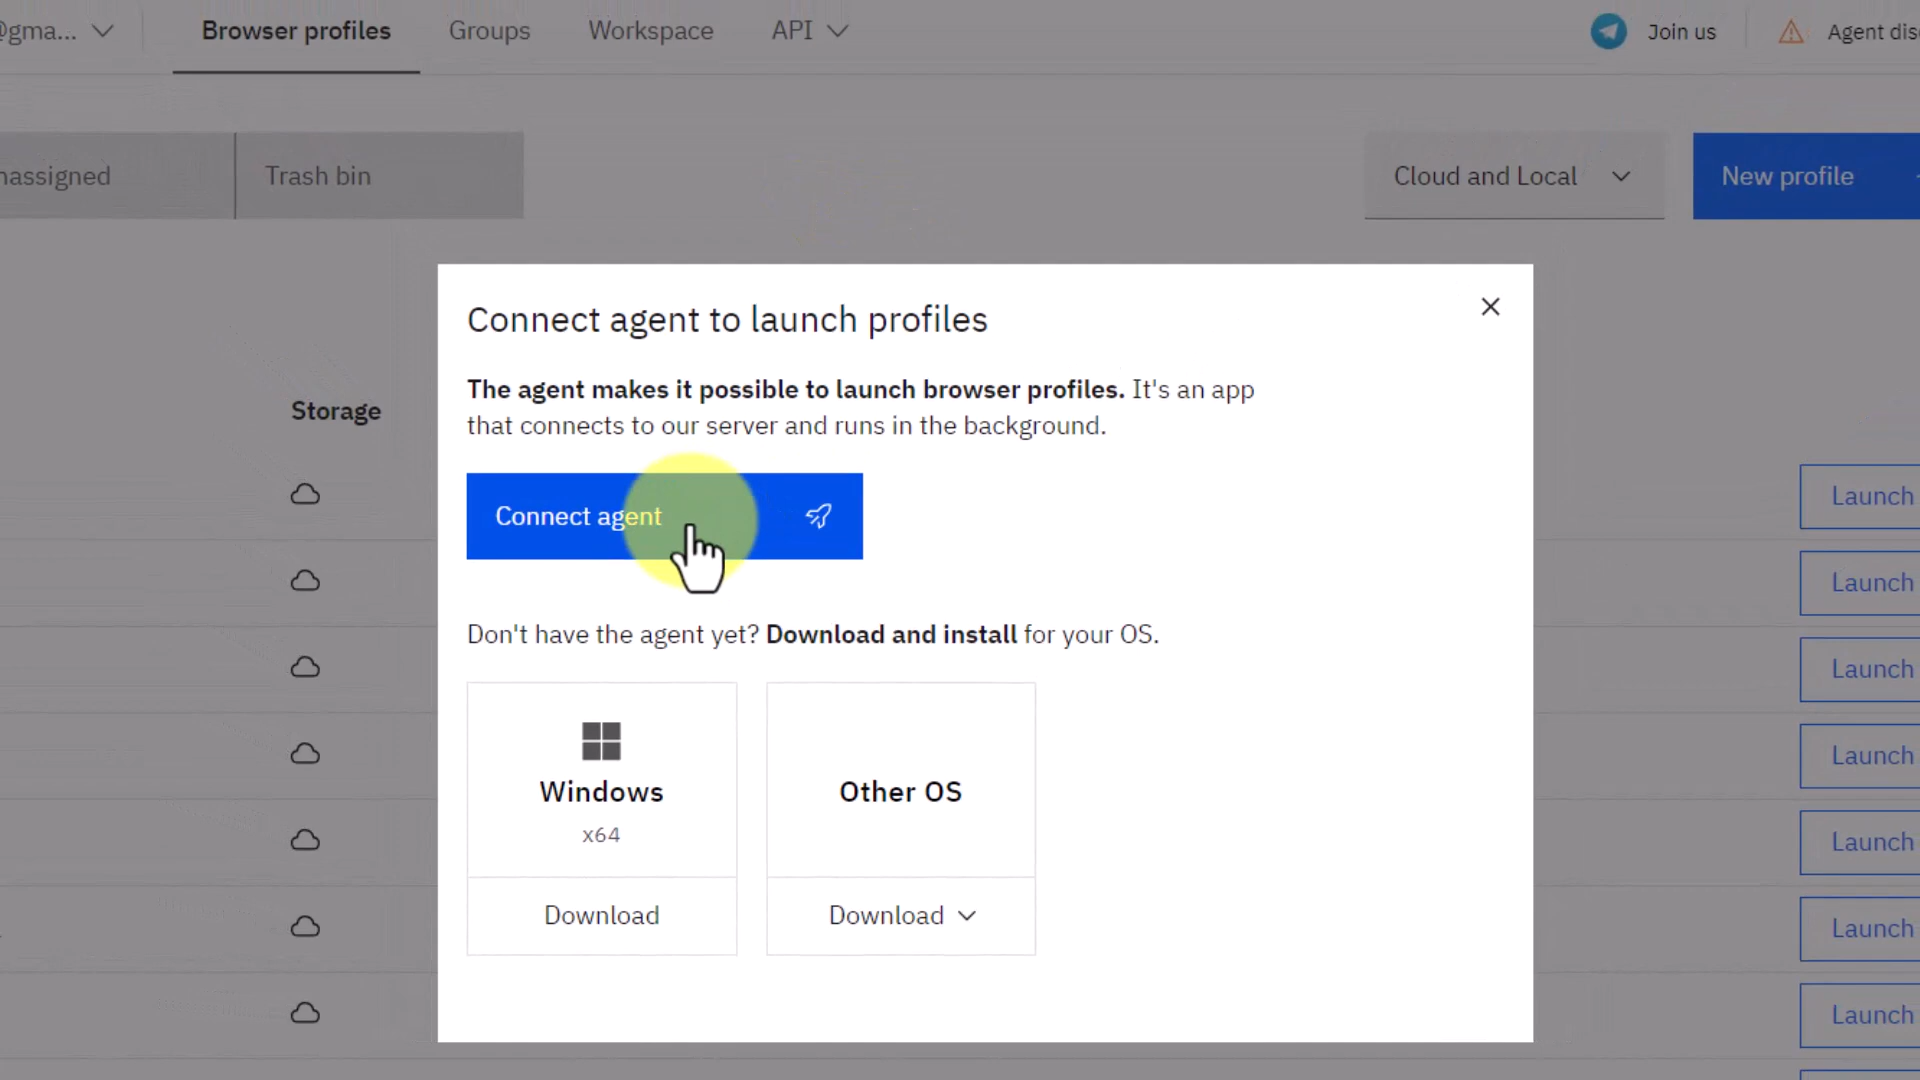 @gma...
Browser profiles
Groups
Workspace
API
Join us
Agent dis
nassigned
Trash bin
Cloud and Local
New profile
Connect agent to launch profiles
The agent makes it possible to launch browser profiles. It's an app
that connects to our server and runs in the background.
Storage
Connect agent
Launch
Launch
Don't have the agent yet? Download and install for your OS.
Launch
Windows
x64
Other OS
Launch
Launch
Download
Download
Launch
Launch